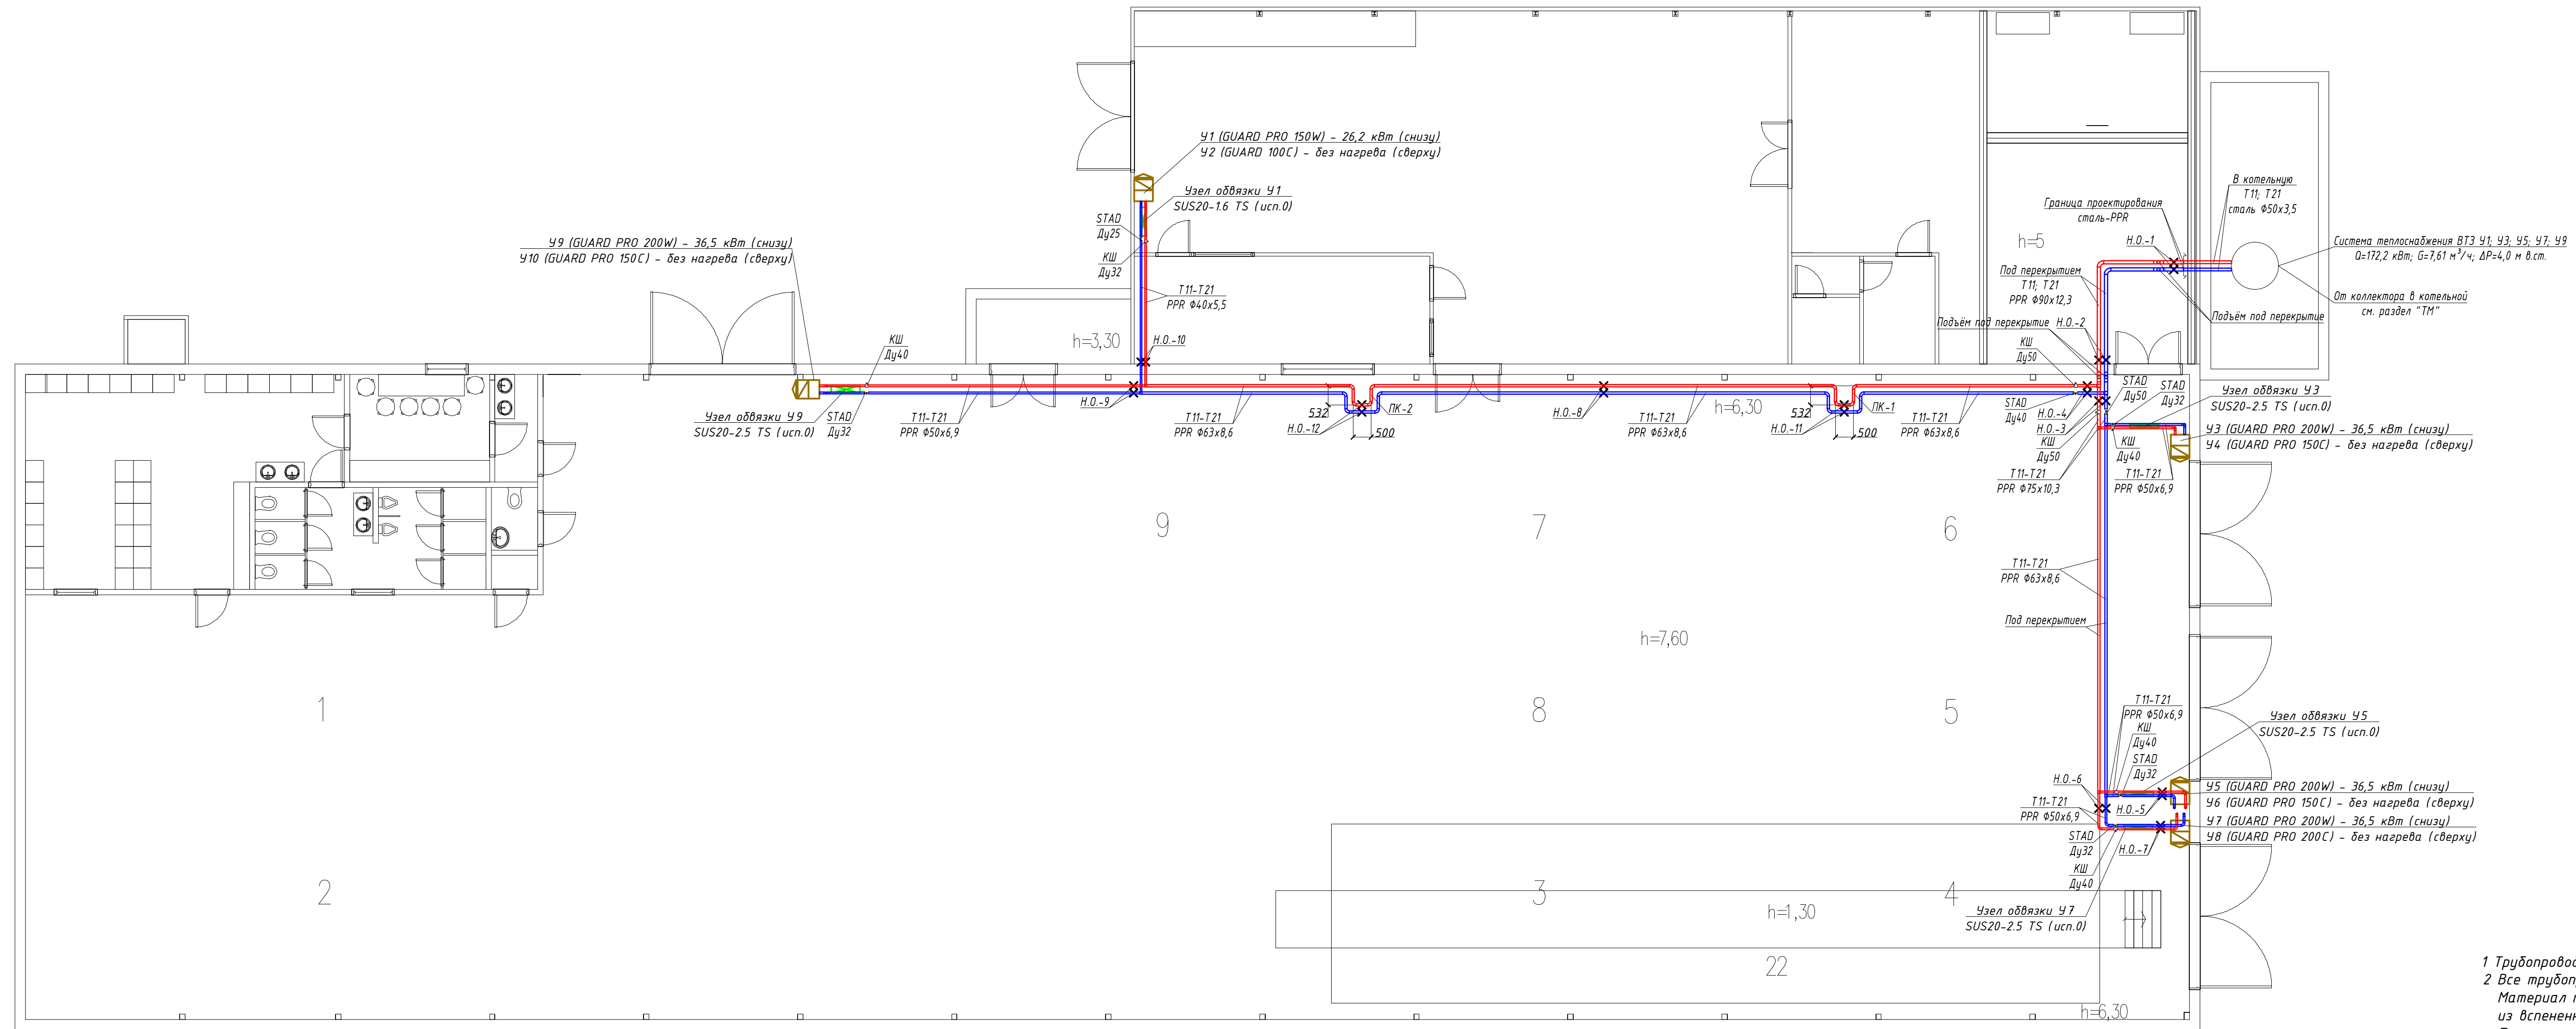 У1 (GUARD PRO 150W) – 26,2 кВт (снизу)
У2 (GUARD 100C) – без нагрева (сверху)
Узел обвязки У1
SUS20-1.6 TS (исп.0)
STAD
Ду25
КШ
Ду32
Т11-Т21
PPR Ф40х5,5
У9 (GUARD PRO 200W) – 36,5 кВт (снизу)
У10 (GUARD PRO 150C) – без нагрева (сверху)
h=3,30
Н.О.-10
КШ
Ду40
Узел обвязки У9
SUS20-2.5 TS (исп.0)
STAD
Ду32
Т11-Т21
PPR Ф50х6,9
Н.О.-9
Т11-Т21
PPR Ф63х8,6
532
Н.О.-12
500
ПК-2
Н.О.-8
Т11-Т21
PPR Ф63х8,6
h=6,30
532
Н.О.-11
500
ПК-1
Т11-Т21
PPR Ф63х8,6
h=5
Граница проектирования
сталь-PPR
В котельную
Т11; Т21
сталь Ф50х3,5
Н.О.-1
Система теплоснабжения ВТЗ У1; У3; У5; У7; У9
Q=172,2 кВт; G=7,61 м³/ч; ΔP=4,0 м в.ст.
Под перекрытием
Т11; Т21
PPR Ф90х12,3
От коллектора в котельной
см. раздел "ТМ"
Подъём под перекрытие
Подъём под перекрытие
Н.О.-2
КШ
Ду50
STAD
Ду50
STAD
Ду32
Узел обвязки У3
SUS20-2.5 TS (исп.0)
STAD
Ду40
Н.О.-4
Н.О.-3
КШ
Ду50
КШ
Ду40
У3 (GUARD PRO 200W) – 36,5 кВт (снизу)
У4 (GUARD PRO 150C) – без нагрева (сверху)
Т11-Т21
PPR Ф75х10,3
Т11-Т21
PPR Ф50х6,9
9
7
6
Т11-Т21
PPR Ф63х8,6
Под перекрытием
h=7,60
1
8
5
Т11-Т21
PPR Ф50х6,9
КШ
Ду40
STAD
Ду32
Узел обвязки У5
SUS20-2.5 TS (исп.0)
Н.О.-6
Т11-Т21
PPR Ф50х6,9
Н.О.-5
У5 (GUARD PRO 200W) – 36,5 кВт (снизу)
У6 (GUARD PRO 150C) – без нагрева (сверху)
У7 (GUARD PRO 200W) – 36,5 кВт (снизу)
У8 (GUARD PRO 200C) – без нагрева (сверху)
STAD
Ду32
Н.О.-7
КШ
Ду40
Узел обвязки У7
SUS20-2.5 TS (исп.0)
2
3
4
h=1,30
22
h=6,30
1 Трубопровод
2 Все трубоп
Материал
из вспенен